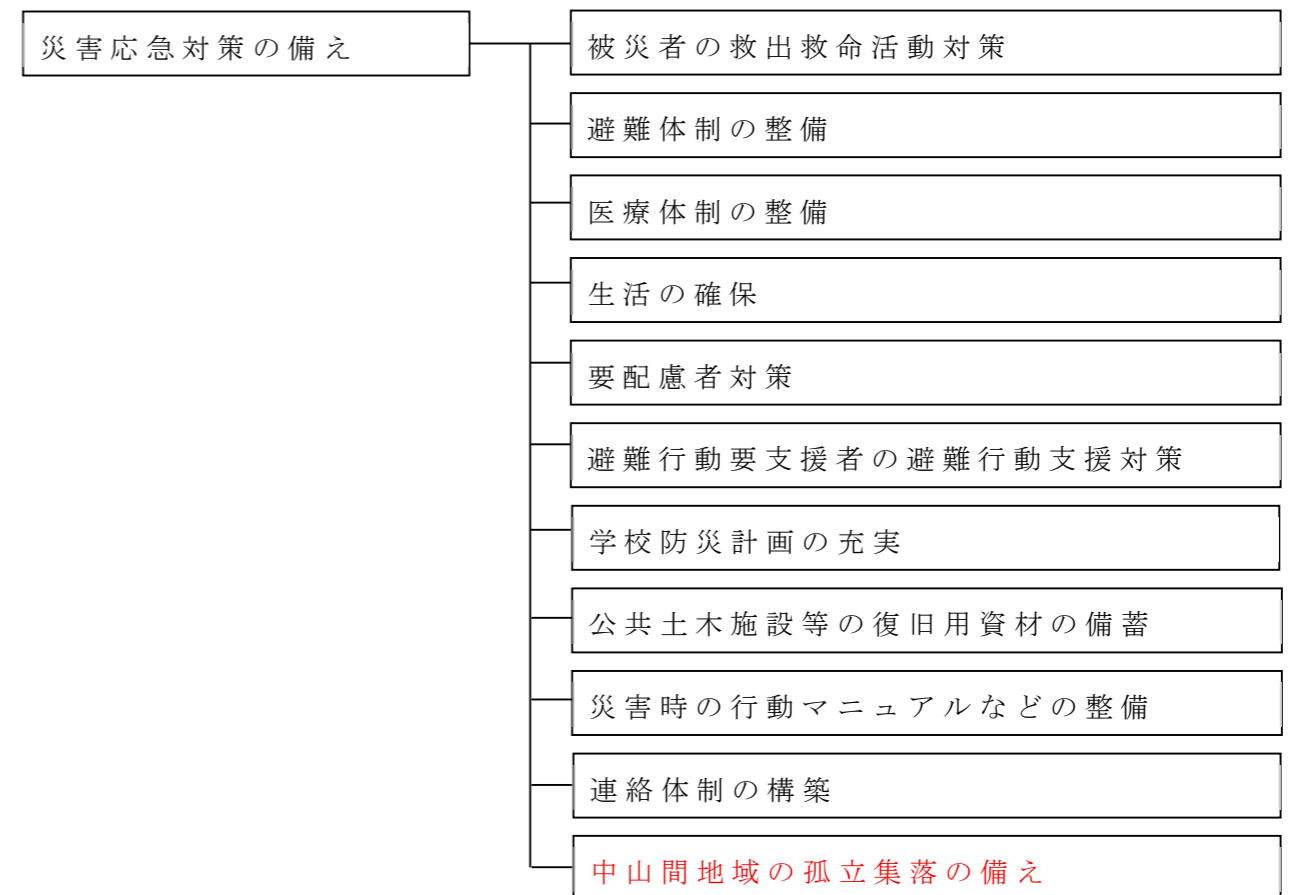 災害応急対策の備え
被災者の救出救命活動対策
避難体制の整備
医療体制の整備
生活の確保
要配慮者対策
避難行動要支援者の避難行動支援対策
学校防災計画の充実
公共土木施設等の復旧用資材の備蓄
災害時の行動マニュアルなどの整備
連絡体制の構築
中山間地域の孤立集落の備え